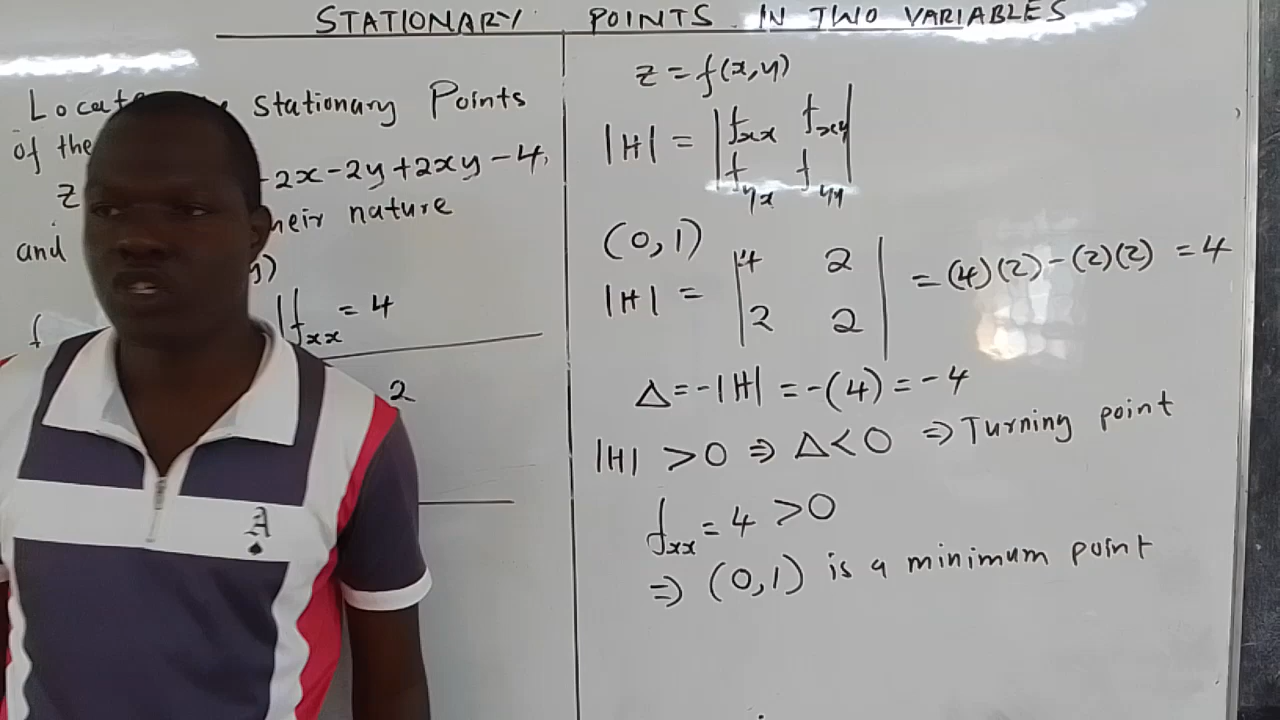 STATIONARY POINTS IN TWO VARIABLES
Stationary Points
of the
z -2x-2y+2xy-4,
and their nature
y)
f fxx = 4
2
z = f(x,y)
|H| = |fxx fxy|
|fyx fyy|
(0,1)
|H| = |4 2| = (4)(2)-(2)(2) = 4
|2 2|
Δ=-|H| = -(4) = -4
|H| >0 ⇒ Δ<0 ⇒ Turning point
fxx = 4 >0
⇒ (0,1) is a minimum point
A